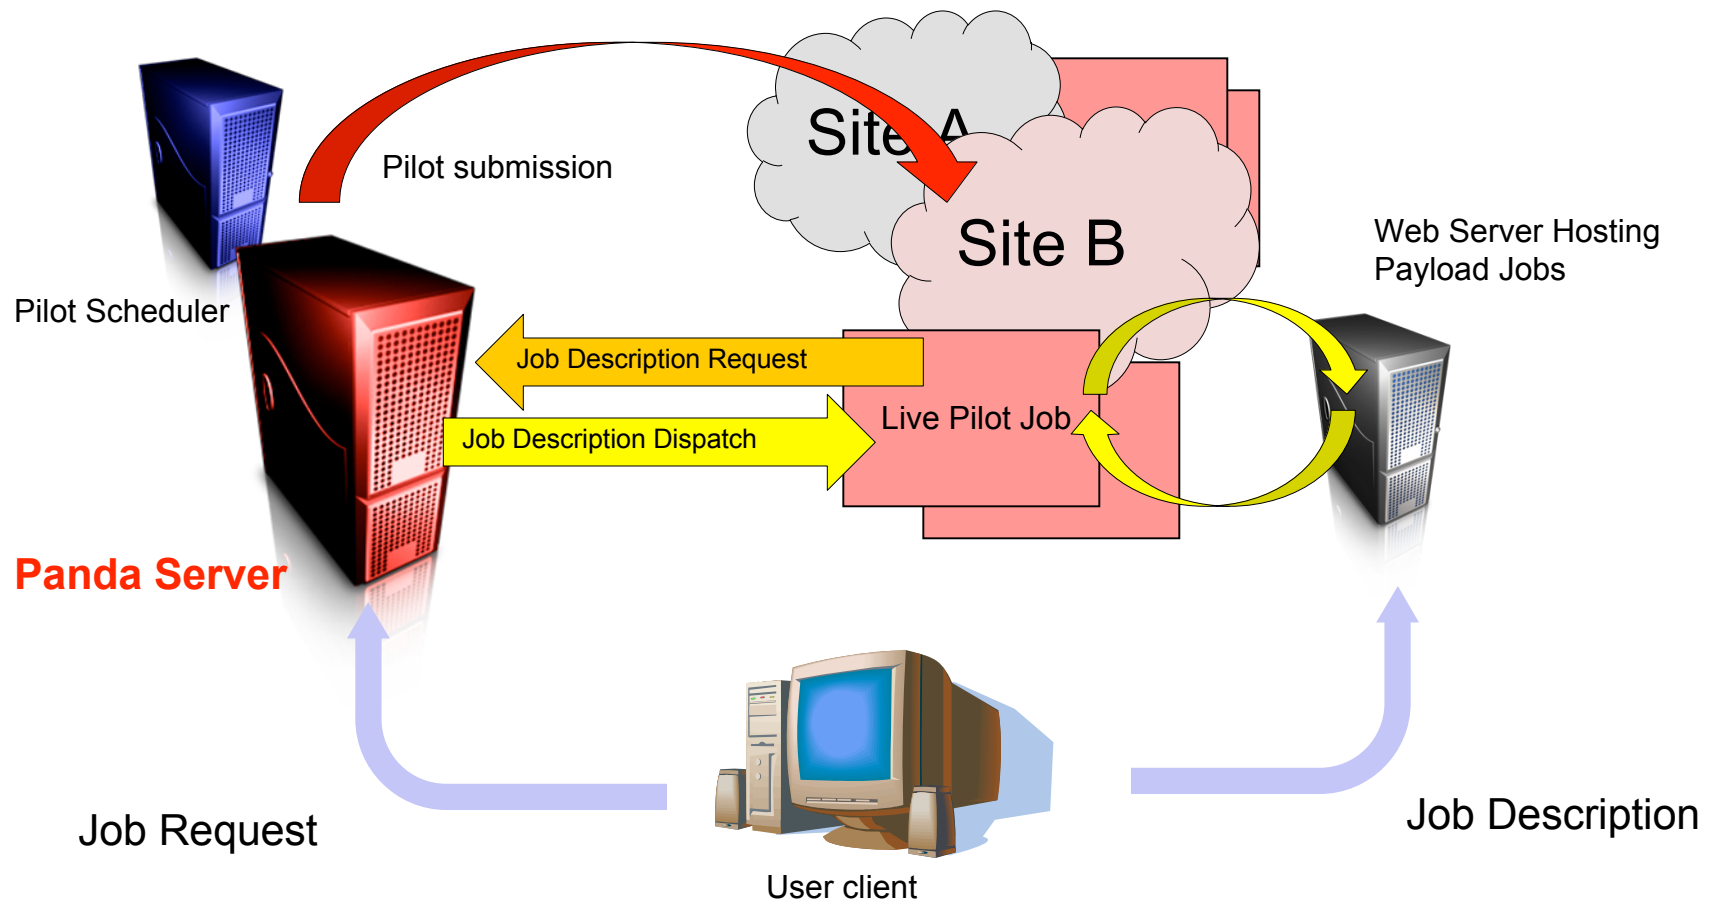 Site A
Pilot submission
Site B
Web Server Hosting
Payload Jobs
Pilot Scheduler
Job Description Request
Live Pilot Job
Job Description Dispatch
Panda Server
Job Request
Job Description
User client